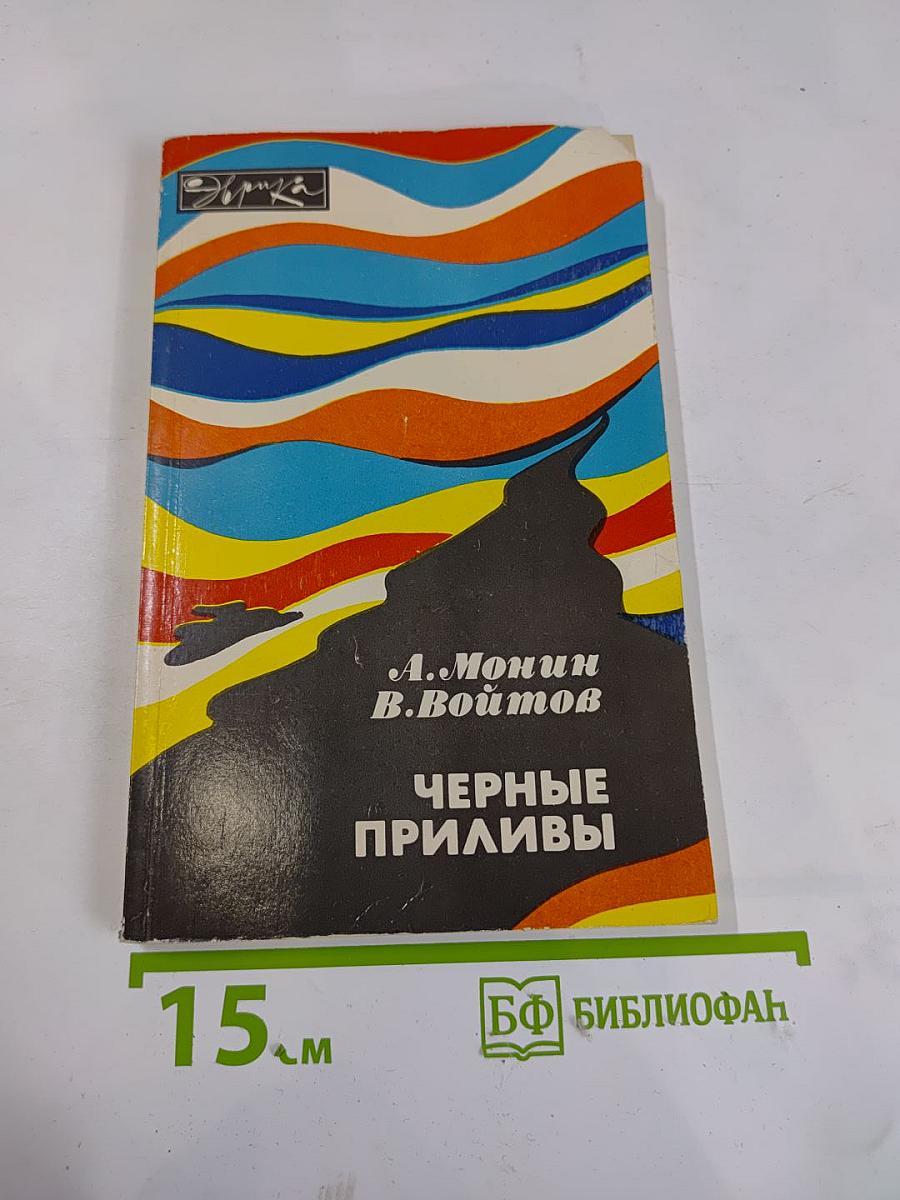 Эврика
А.Монин
В.Войтов
ЧЕРНЫЕ
ПРИЛИВЫ
15 см
БФ БИБЛИОФАН